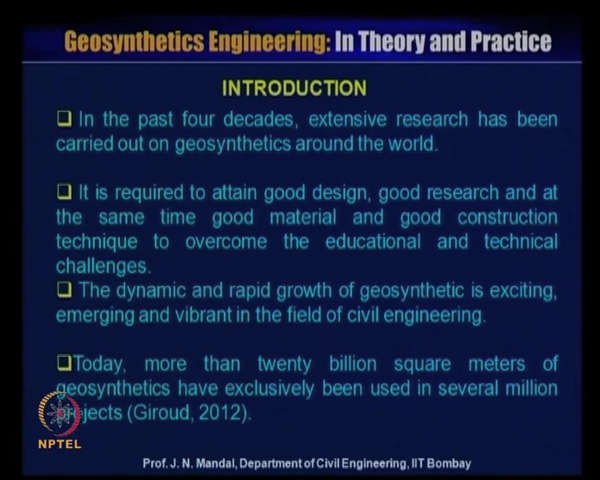 Geosynthetics Engineering: In Theory and Practice
INTRODUCTION
In the past four decades, extensive research has been
carried out on geosynthetics around the world.
It is required to attain good design, good research and at
the same time good material and good construction
technique to overcome the educational and technical
challenges.
The dynamic and rapid growth of geosynthetic is exciting,
emerging and vibrant in the field of civil engineering.
Today, more than twenty billion square meters of
geosynthetics have exclusively been used in several million
projects (Giroud, 2012).
NPTEL
Prof. J. N. Mandal, Department of Civil Engineering, IIT Bombay